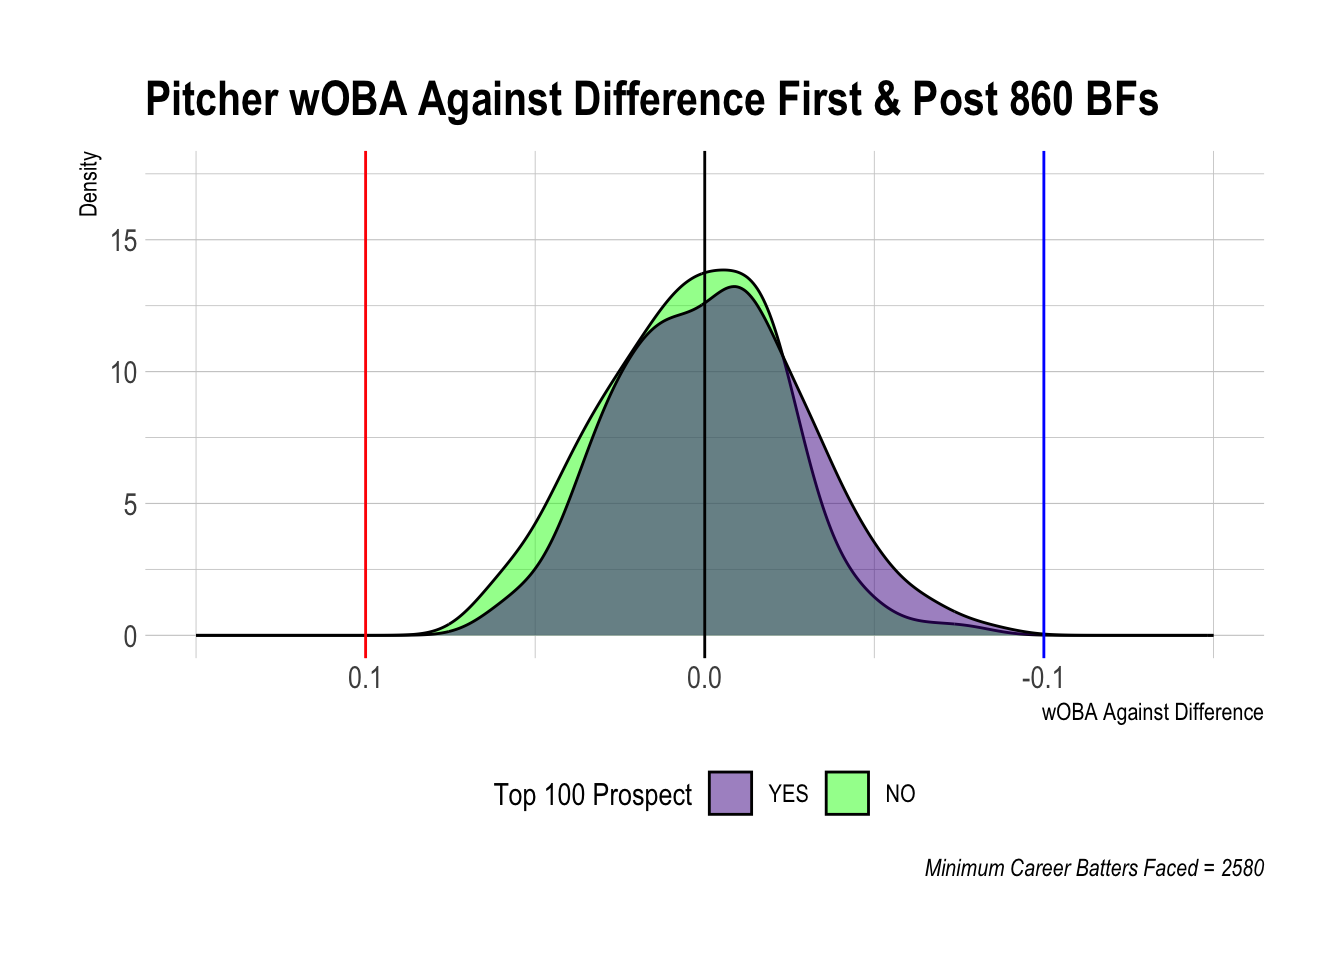 Pitcher wOBA Against Difference First & Post 860 BFs
Density
15
10
5
0
0.1 0.0 -0.1
wOBA Against Difference
Top 100 Prospect YES NO
Minimum Career Batters Faced = 2580